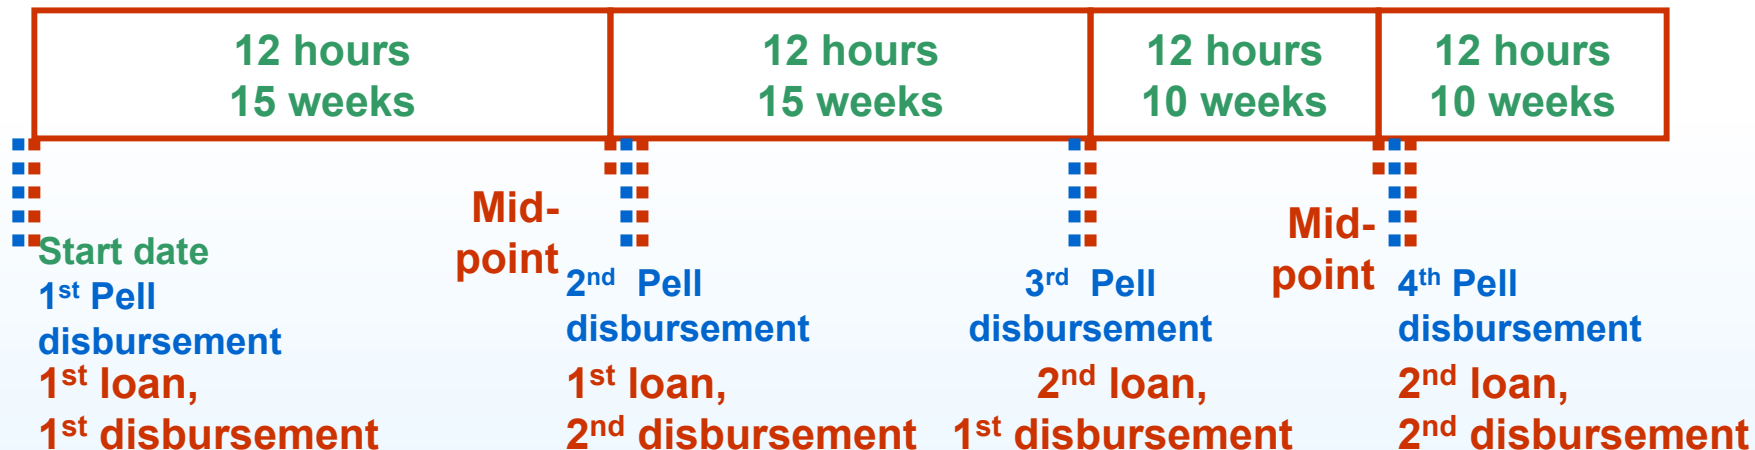 12 hours
15 weeks
12 hours
15 weeks
12 hours
10 weeks
12 hours
10 weeks
Start date
1st Pell
disbursement
1st loan,
1st disbursement
Mid-
point
2nd Pell
disbursement
1st loan,
2nd disbursement
3rd Pell
disbursement
2nd loan,
1st disbursement
Mid-
point
4th Pell
disbursement
2nd loan,
2nd disbursement